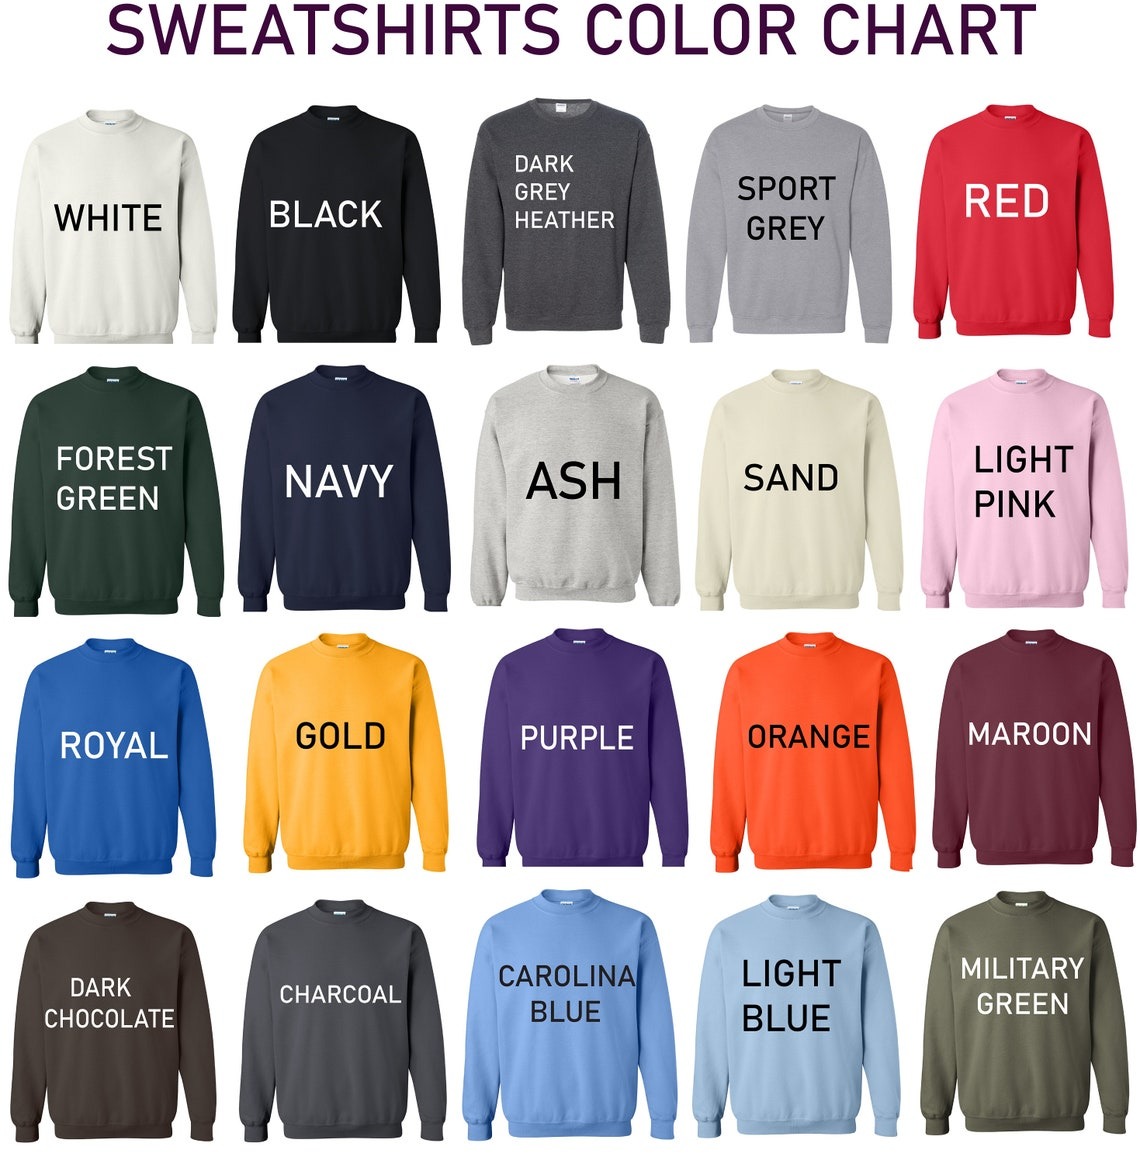 SWEATSHIRTS COLOR CHART
WHITE
BLACK
DARK
GREY
HEATHER
SPORT
GREY
RED
FOREST
GREEN
NAVY
ASH
SAND
LIGHT
PINK
ROYAL
GOLD
PURPLE
ORANGE
MAROON
DARK
CHOCOLATE
CHARCOAL
CAROLINA
BLUE
LIGHT
BLUE
MILITARY
GREEN